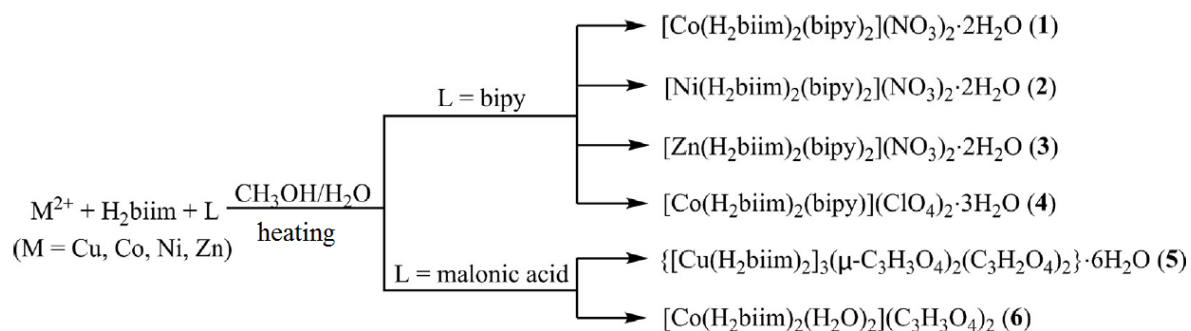 [Co(H₂biim)₂(bipy)₂](NO₃)₂·2H₂O (1)
[Ni(H₂biim)₂(bipy)₂](NO₃)₂·2H₂O (2)
L = bipy
[Zn(H₂biim)₂(bipy)₂](NO₃)₂·2H₂O (3)
CH₃OH/H₂O
M²⁺ + H₂biim + L
[Co(H₂biim)₂(bipy)](ClO₄)₂·3H₂O (4)
heating
(M = Cu, Co, Ni, Zn)
L = malonic acid
{[Cu(H₂biim)₂]₃(μ-C₃H₃O₄)₂(C₃H₂O₄)₂}·6H₂O (5)
[Co(H₂biim)₂(H₂O)₂](C₃H₃O₄)₂ (6)